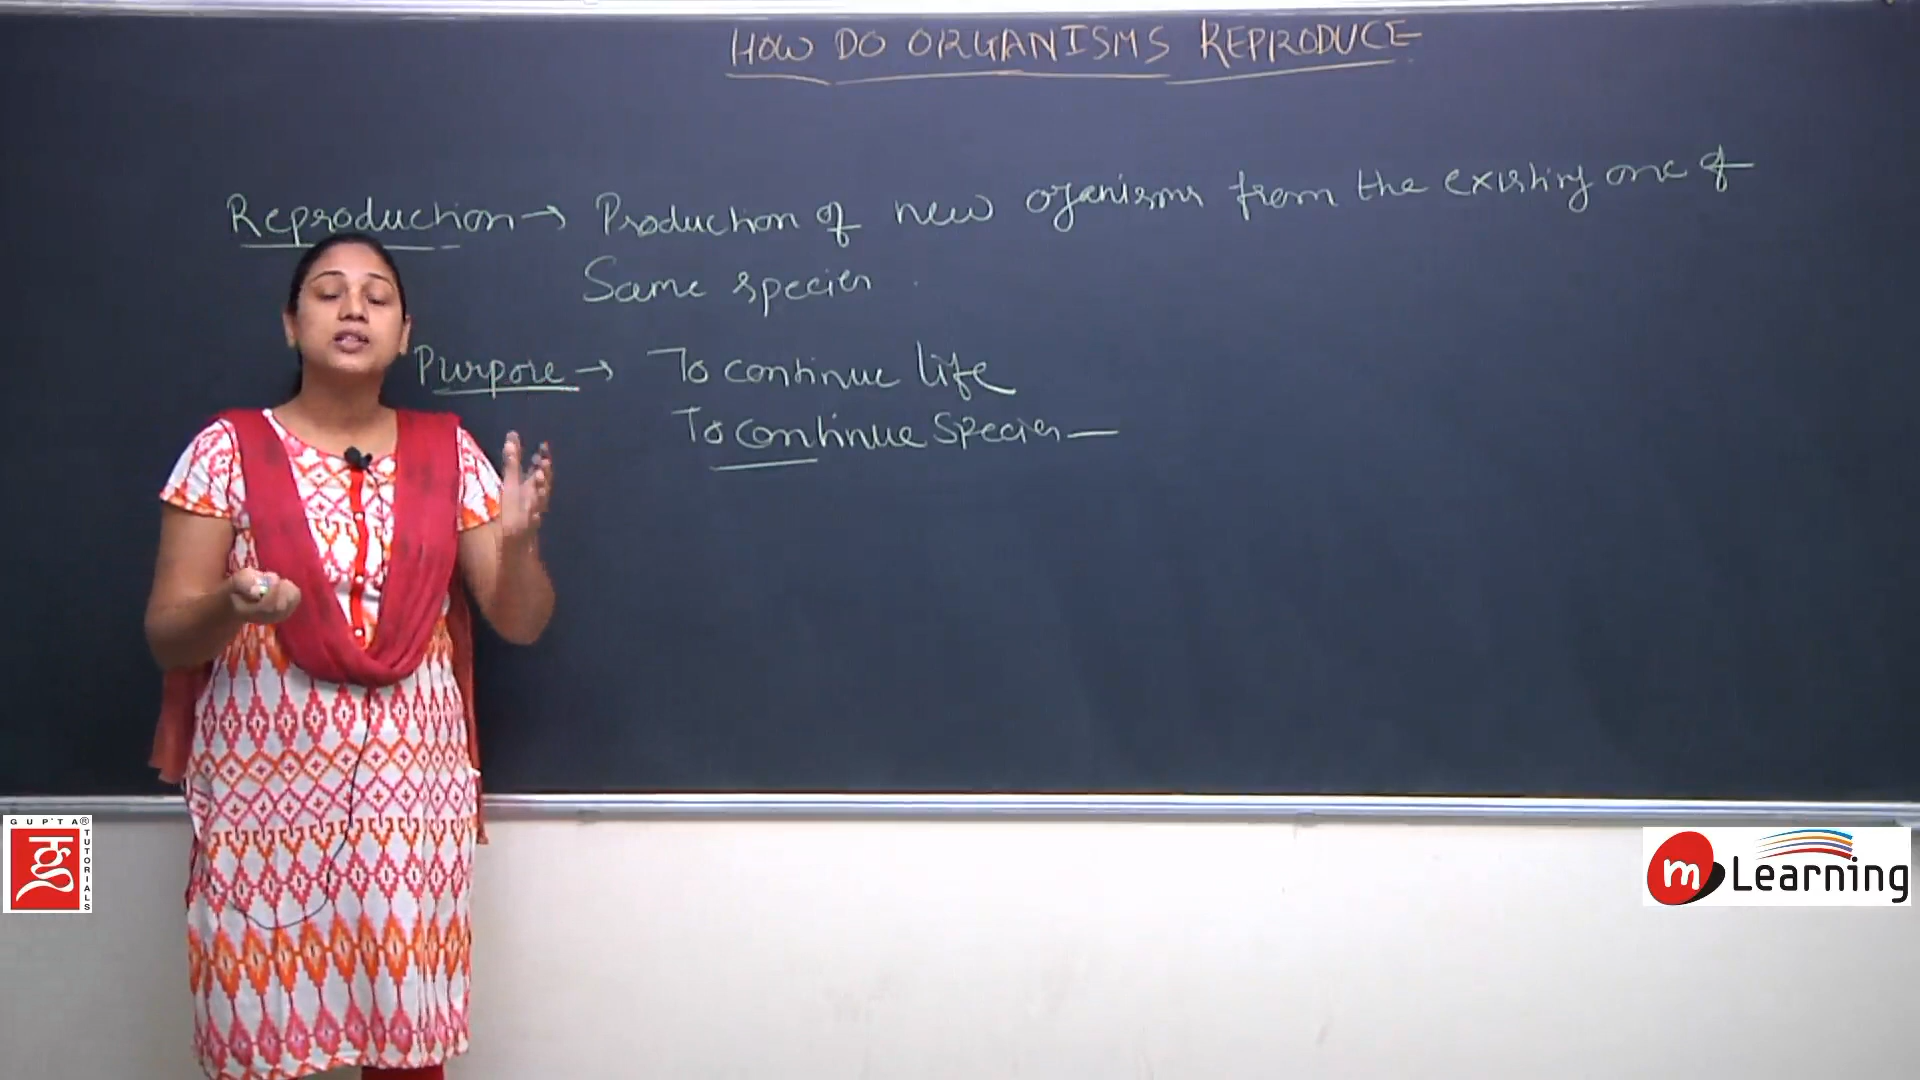 HOW DO ORGANISMS REPRODUCE
Reproduction → Production of new organisms from the existing one of
Same species.
Purpose → To continue life
To continue species —
GUPTA®
TUTORIALS
m Learning